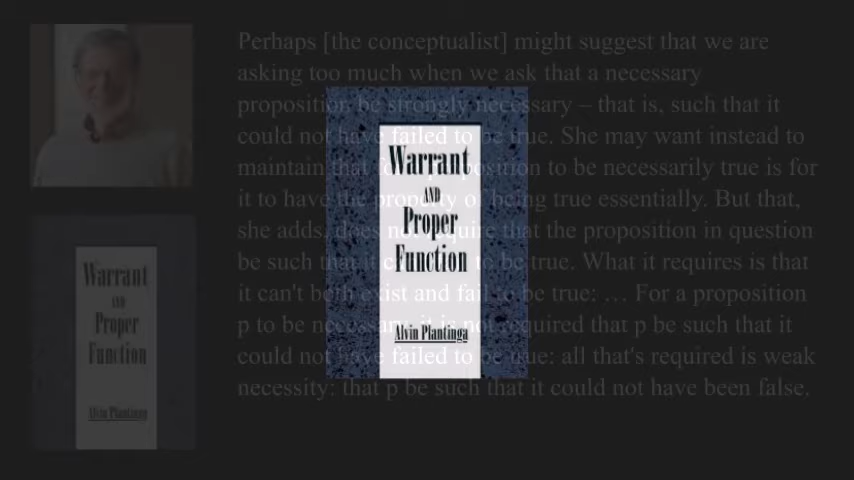 Perhaps [the conceptualist] might suggest that we are
asking too much when we ask that a necessary
proposition be strongly necessary – that is, such that it
could not have failed to be true. She may want instead to
maintain that for a proposition to be necessarily true is for
it to have the property of being true essentially. But that,
she adds, does not require that the proposition in question
be such that it can't fail to be true. What it requires is that
it can't both exist and fail to be true: … For a proposition
p to be necessary, it is not required that p be such that it
could not have failed to be true: all that's required is weak
necessity: that p be such that it could not have been false.
Warrant
AND
Proper
Function
Alvin Plantinga
Warrant
AND
Proper
Function
Alvin Plantinga